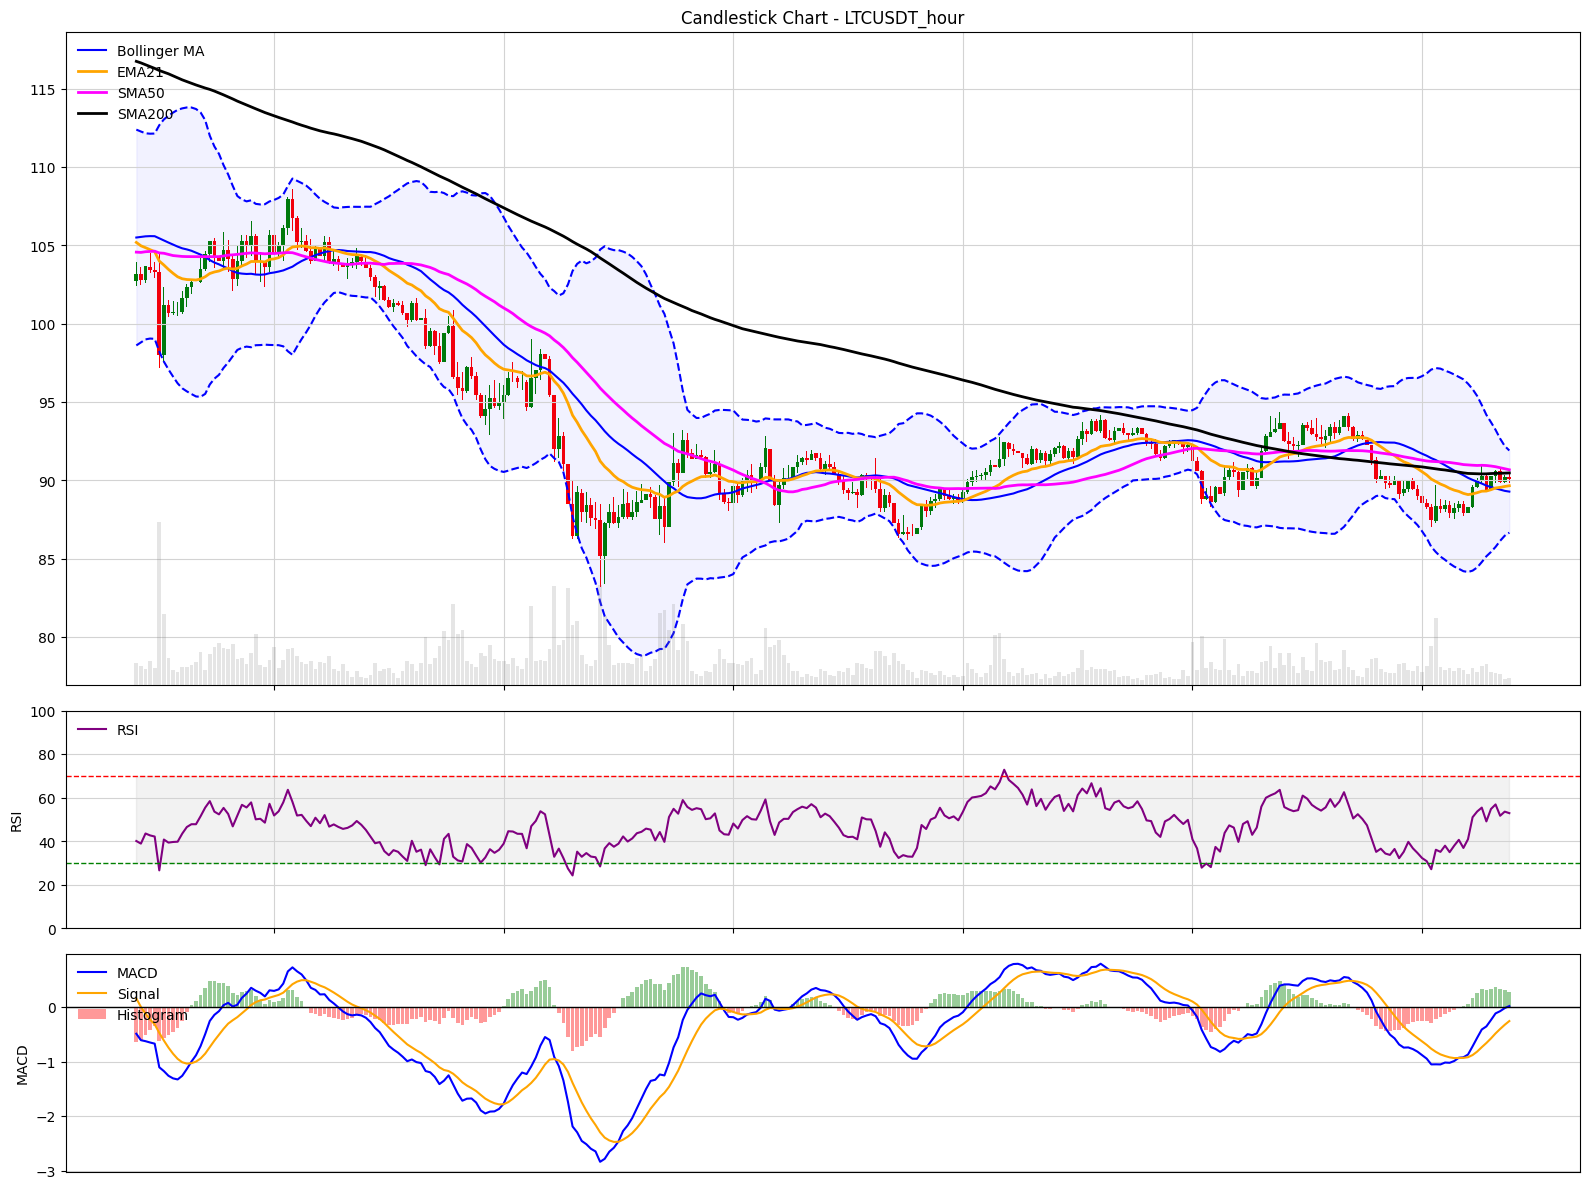 Candlestick Chart - LTCUSDT_hour
Bollinger MA
EMA21
SMA50
SMA200
115
110
105
100
95
90
85
80
RSI
100
80
60
40
20
0
RSI
MACD
Signal
Histogram
0
−1
−2
−3
MACD